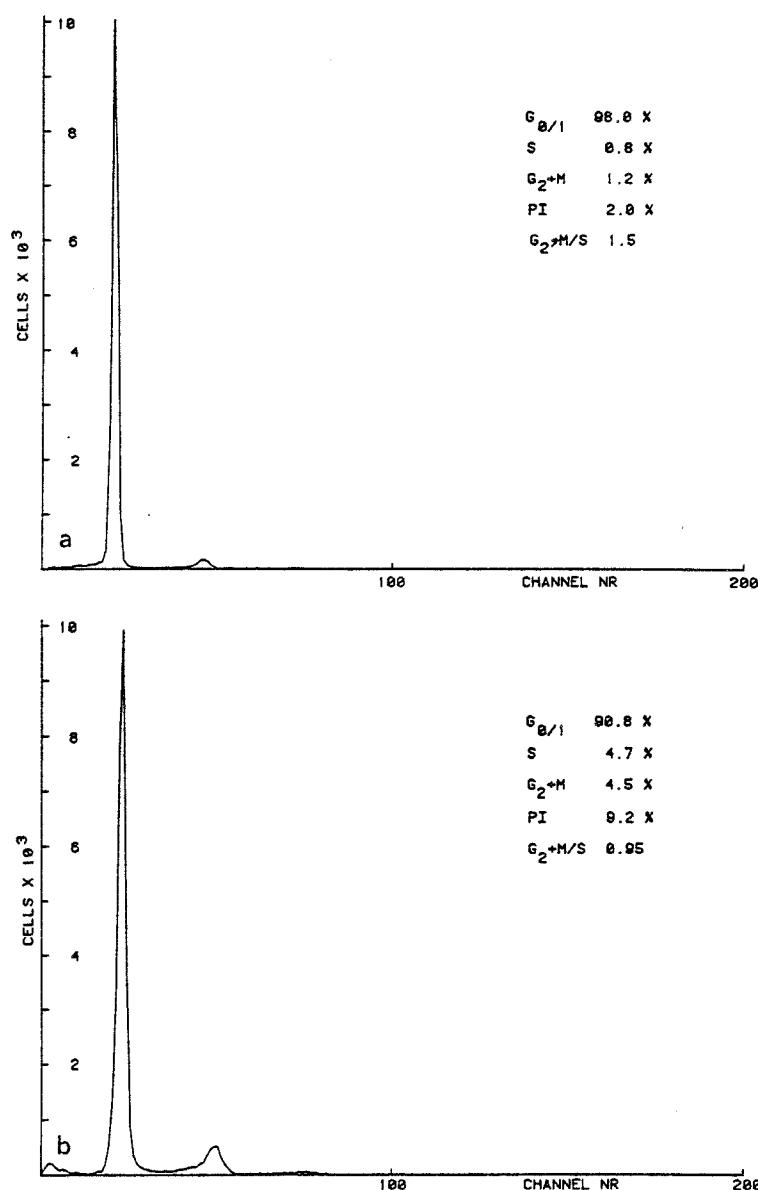 10
8
6
4
2
CELLS X 10³
G0/1 98.0 %
S 0.8 %
G2+M 1.2 %
PI 2.0 %
G2+M/S 1.5
a
100 CHANNEL NR 200
10
8
6
4
2
CELLS X 10³
G0/1 90.8 %
S 4.7 %
G2+M 4.5 %
PI 9.2 %
G2+M/S 0.95
b
100 CHANNEL NR 200